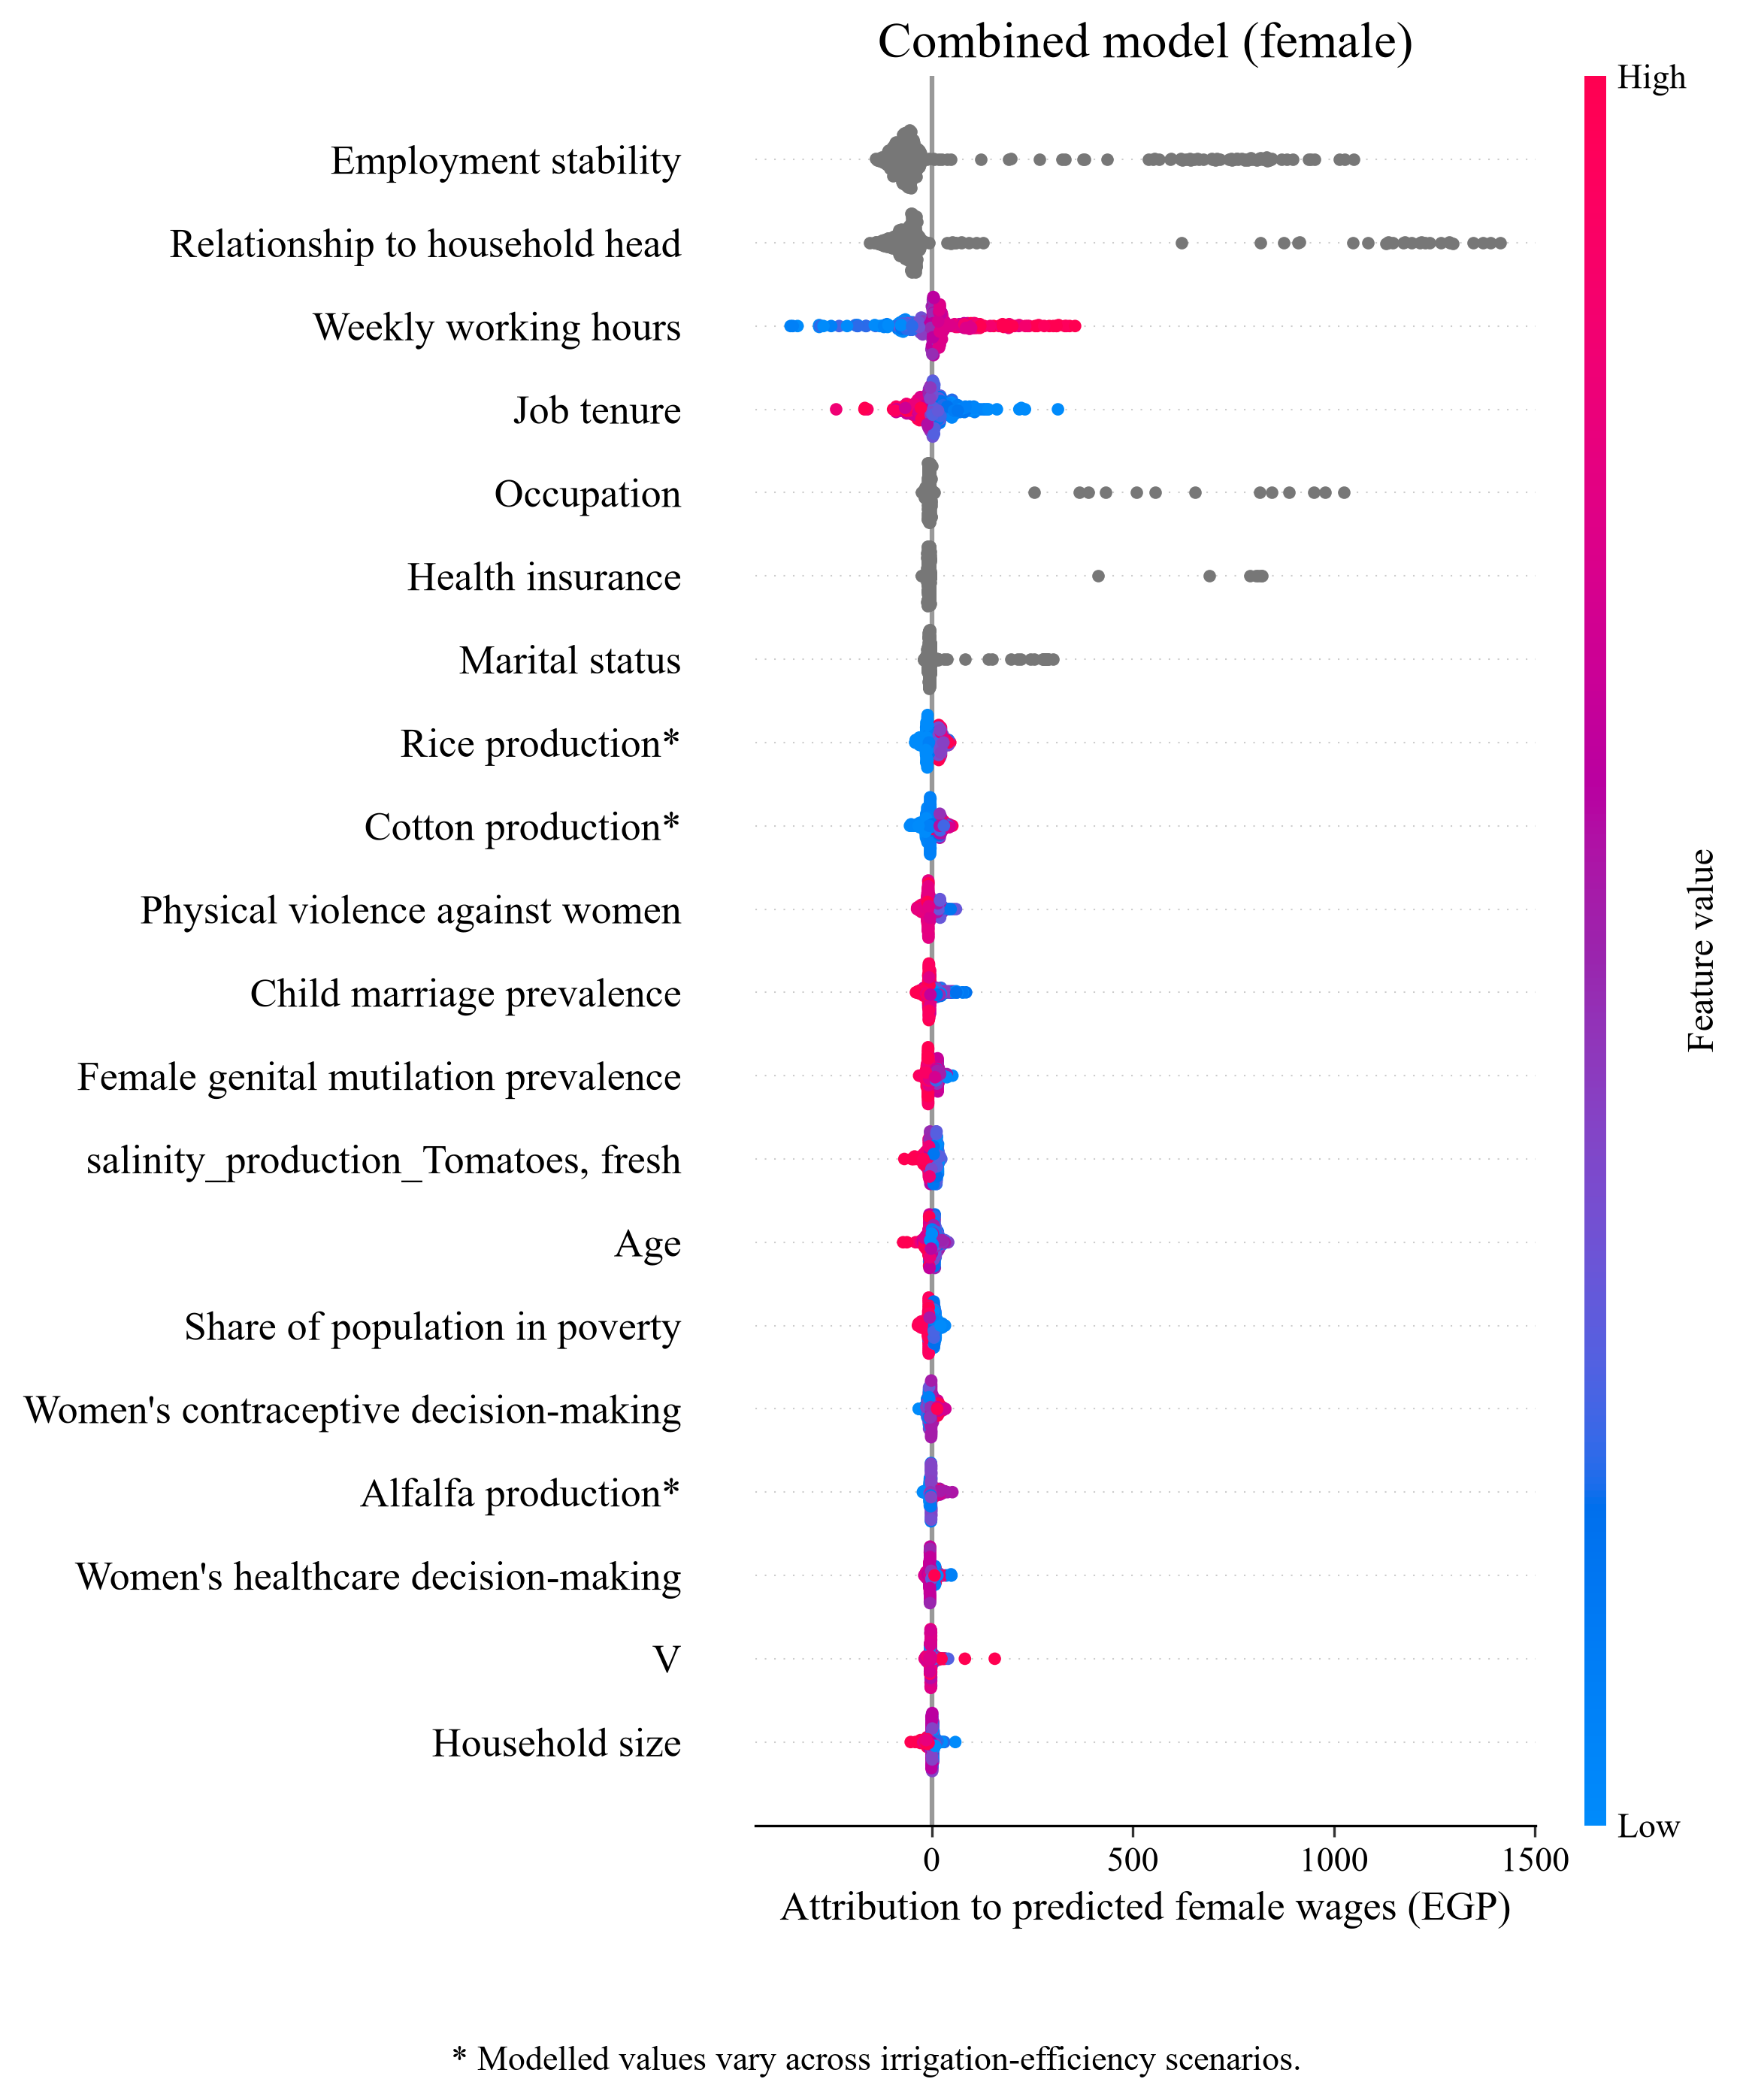 Combined model (female)
High
Employment stability
Relationship to household head
Weekly working hours
Job tenure
Occupation
Health insurance
Marital status
Rice production*
Cotton production*
Physical violence against women
Child marriage prevalence
Female genital mutilation prevalence
salinity_production_Tomatoes, fresh
Age
Share of population in poverty
Women's contraceptive decision-making
Alfalfa production*
Women's healthcare decision-making
V
Household size
Feature value
Low
0 500 1000 1500
Attribution to predicted female wages (EGP)
* Modelled values vary across irrigation-efficiency scenarios.